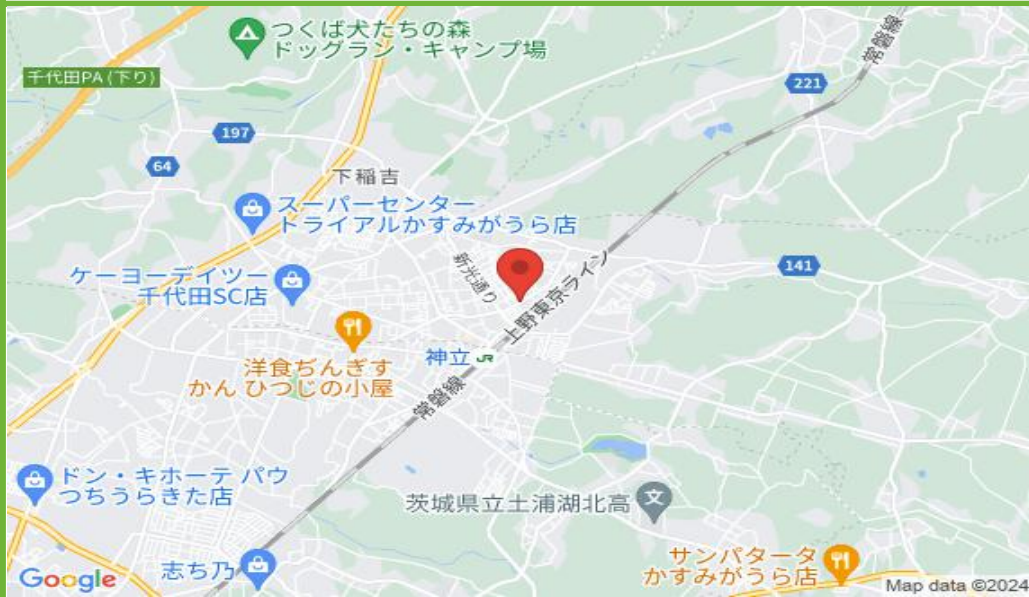 つくば犬たちの森
ドッグラン・キャンプ場
常磐線
千代田PA(下り)
221
197
64
下稲吉
スーパーセンター
トライアルかすみがうら店
新光通り
141
ケーヨーデイツー
千代田SC店
上野東京ライン
洋食ぢんぎす
かん ひつじの小屋
神立 JR
常磐線
ドン・キホーテ パウ
つちうらきた店
茨城県立土浦湖北高
文
志ち乃
サンパタータ
かすみがうら店
Google
Map data ©2024